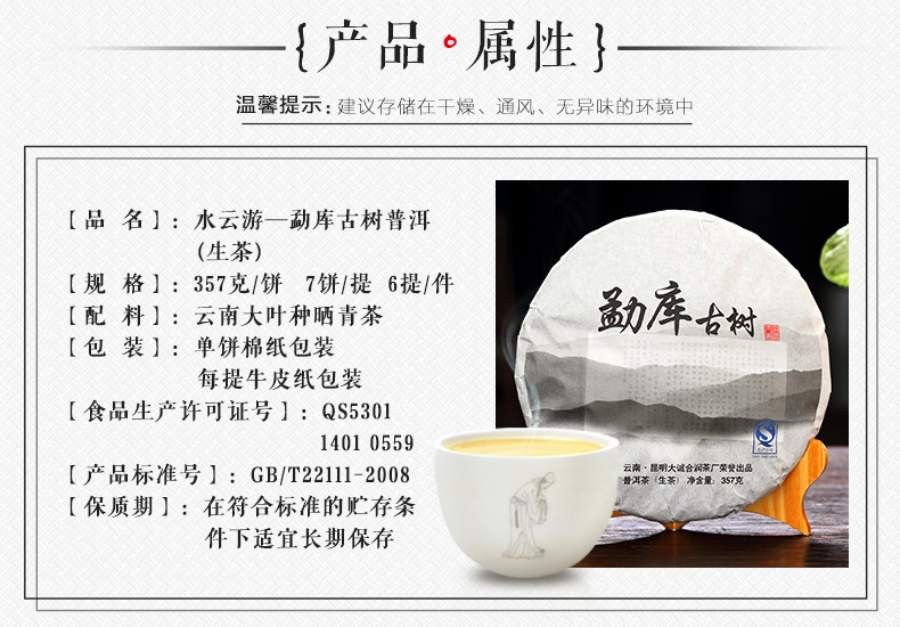 {产品·属性}
温馨提示：建议存储在干燥、通风、无异味的环境中
【品 名】：水云游—勐库古树普洱
（生茶）
【规 格】：357克/饼 7饼/提 6提/件
【配 料】：云南大叶种晒青茶
【包 装】：单饼棉纸包装
每提牛皮纸包装
【食品生产许可证号】：QS5301
1401 0559
【产品标准号】：GB/T22111-2008
【保质期】：在符合标准的贮存条
件下适宜长期保存
勐库古树
云南·昆明大诚合润茶厂荣誉出品
普洱茶（生茶） 净含量：357克